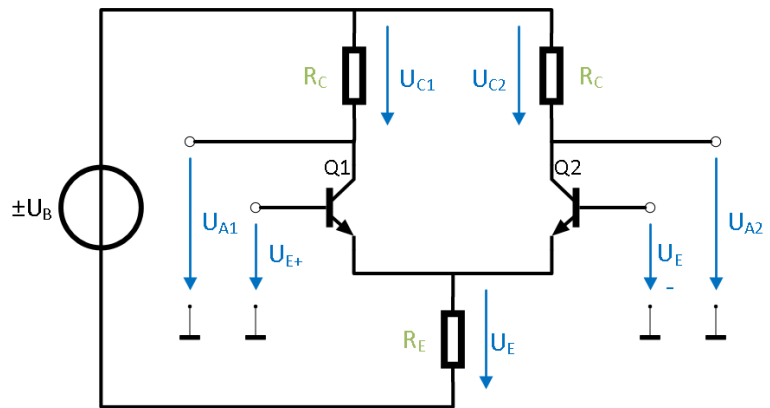 R_C
U_C1
U_C2
R_C
Q1
Q2
±U_B
U_A1
U_E+
U_E
-
U_A2
R_E
U_E